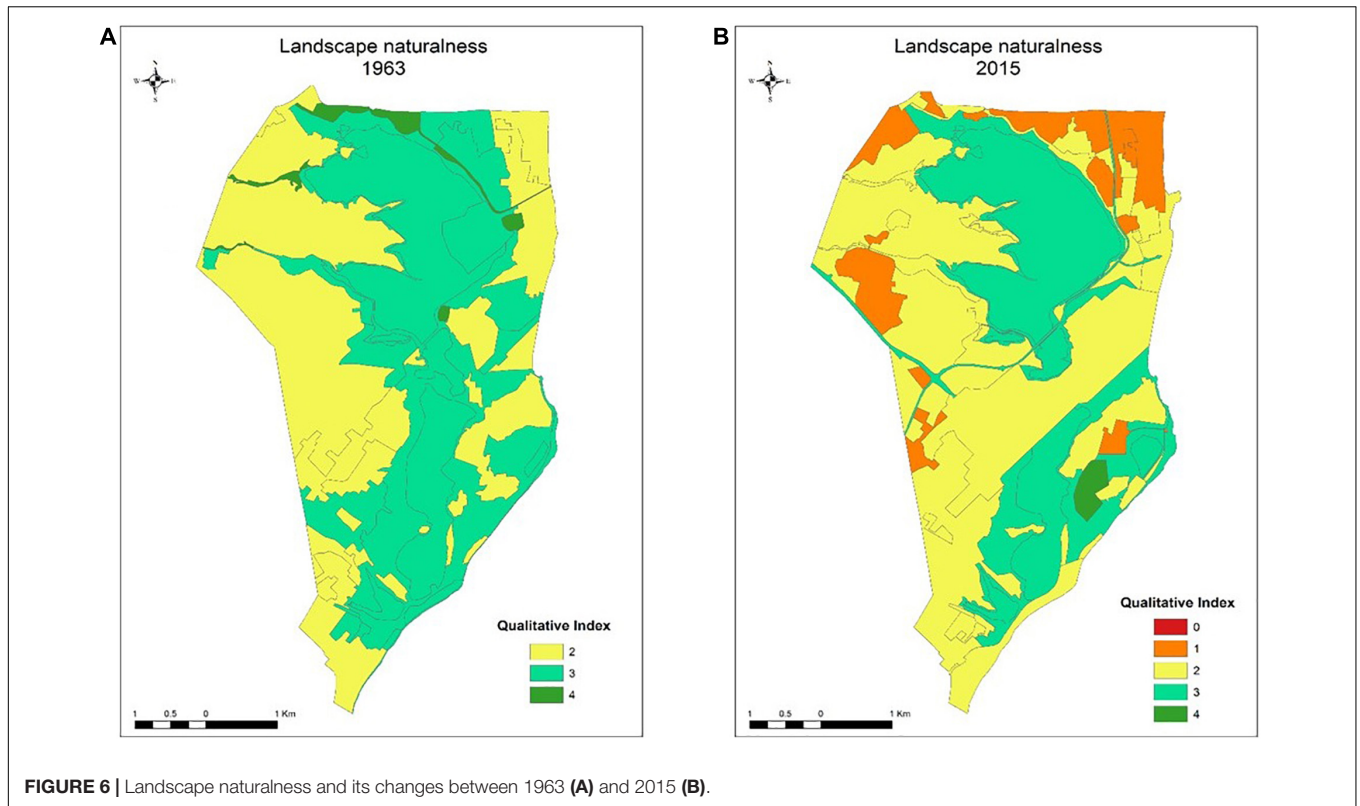 A
Landscape naturalness
1963
N
W E
S
Qualitative Index
2
3
4
1 0.5 0 1 Km
B
Landscape naturalness
2015
N
W E
S
Qualitative Index
0
1
2
3
4
1 0.5 0 1 Km
FIGURE 6 | Landscape naturalness and its changes between 1963 (A) and 2015 (B).